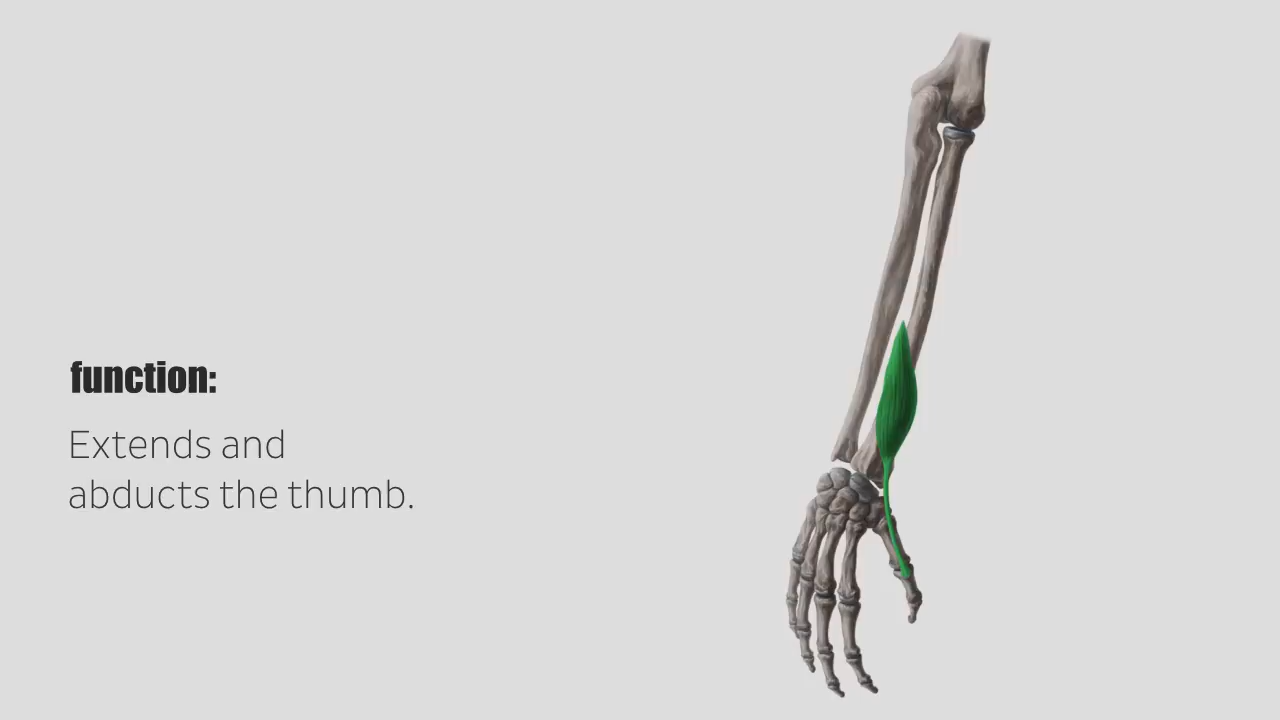 function:
Extends and
abducts the thumb.